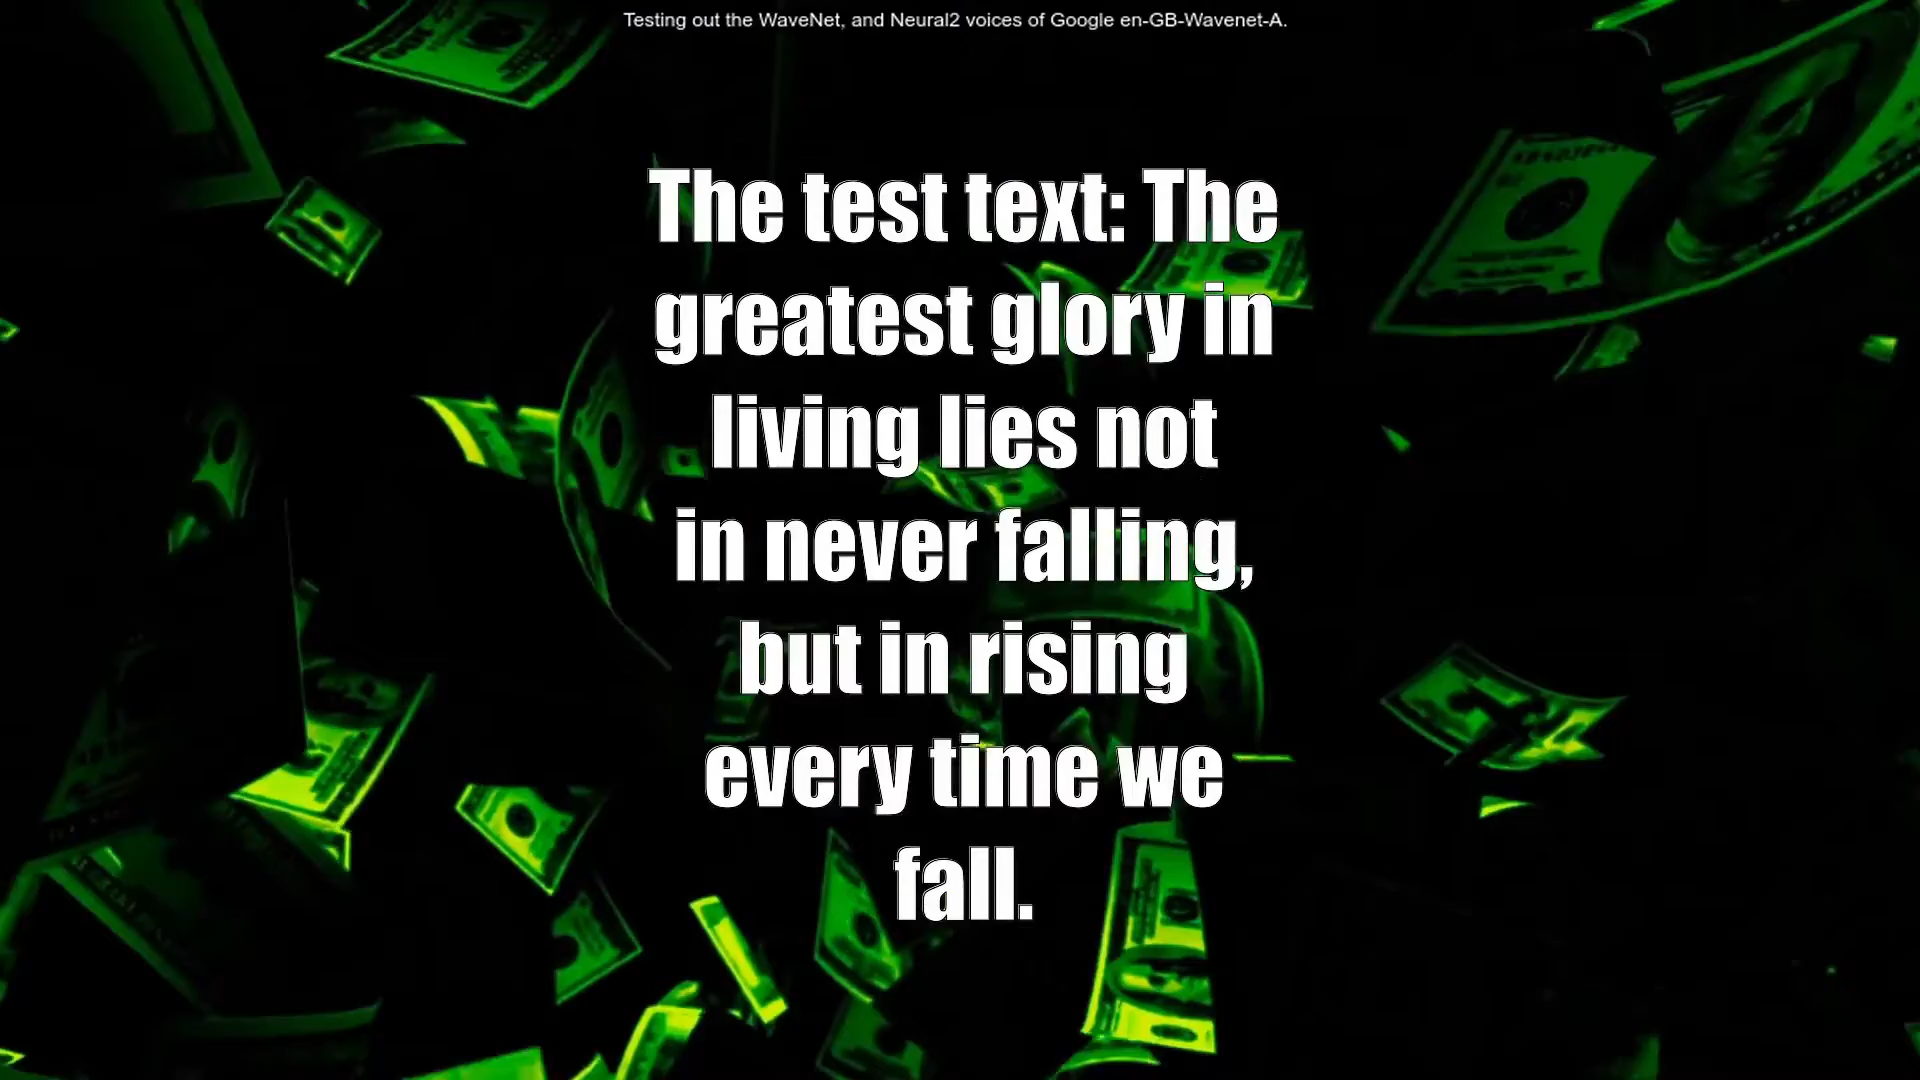 Testing out the WaveNet, and Neural2 voices of Google en-GB-Wavenet-A.
The test text: The
greatest glory in
living lies not
in never falling,
but in rising
every time we
fall.